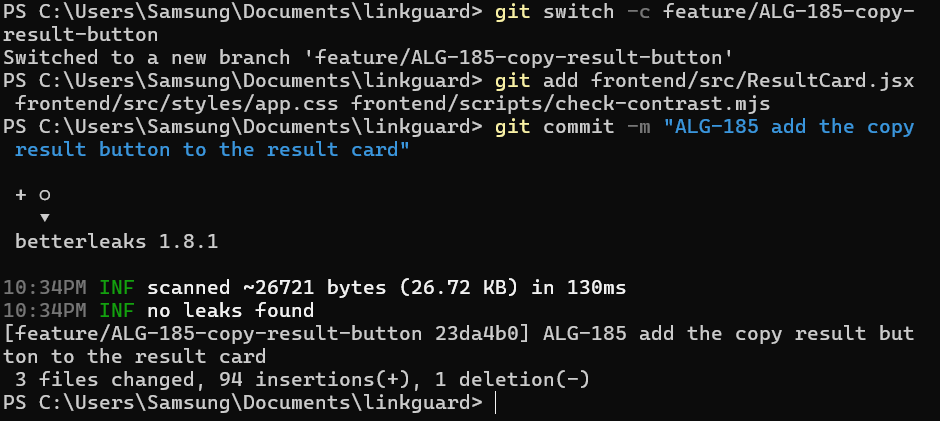 PS C:\Users\Samsung\Documents\linkguard> git switch -c feature/ALG-185-copy-
result-button
Switched to a new branch 'feature/ALG-185-copy-result-button'
PS C:\Users\Samsung\Documents\linkguard> git add frontend/src/ResultCard.jsx
 frontend/src/styles/app.css frontend/scripts/check-contrast.mjs
PS C:\Users\Samsung\Documents\linkguard> git commit -m "ALG-185 add the copy
 result button to the result card"
 + ○
   ▼
 betterleaks 1.8.1
10:34PM INF scanned ~26721 bytes (26.72 KB) in 130ms
10:34PM INF no leaks found
[feature/ALG-185-copy-result-button 23da4b0] ALG-185 add the copy result but
ton to the result card
 3 files changed, 94 insertions(+), 1 deletion(-)
PS C:\Users\Samsung\Documents\linkguard>